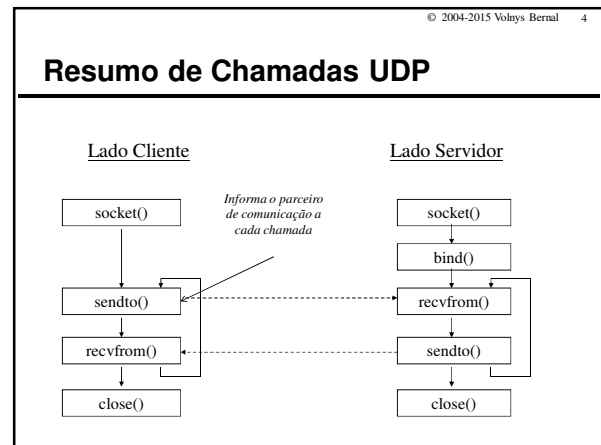 © 2004-2015 Volnys Bernal 4
Resumo de Chamadas UDP
Lado Cliente
Lado Servidor
Informa o parceiro
de comunicação a
cada chamada
socket()
sendto()
recvfrom()
close()
socket()
bind()
recvfrom()
sendto()
close()